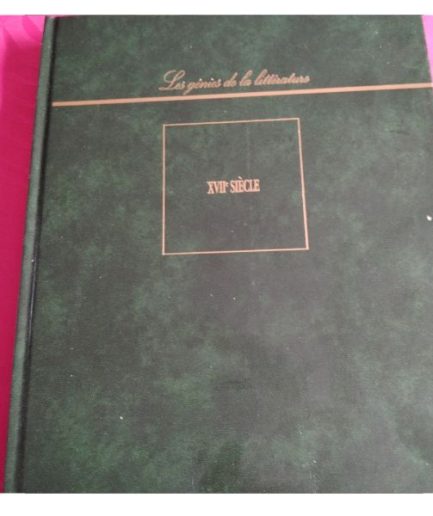 Les génies de la littérature
XVIIᵉ SIÈCLE